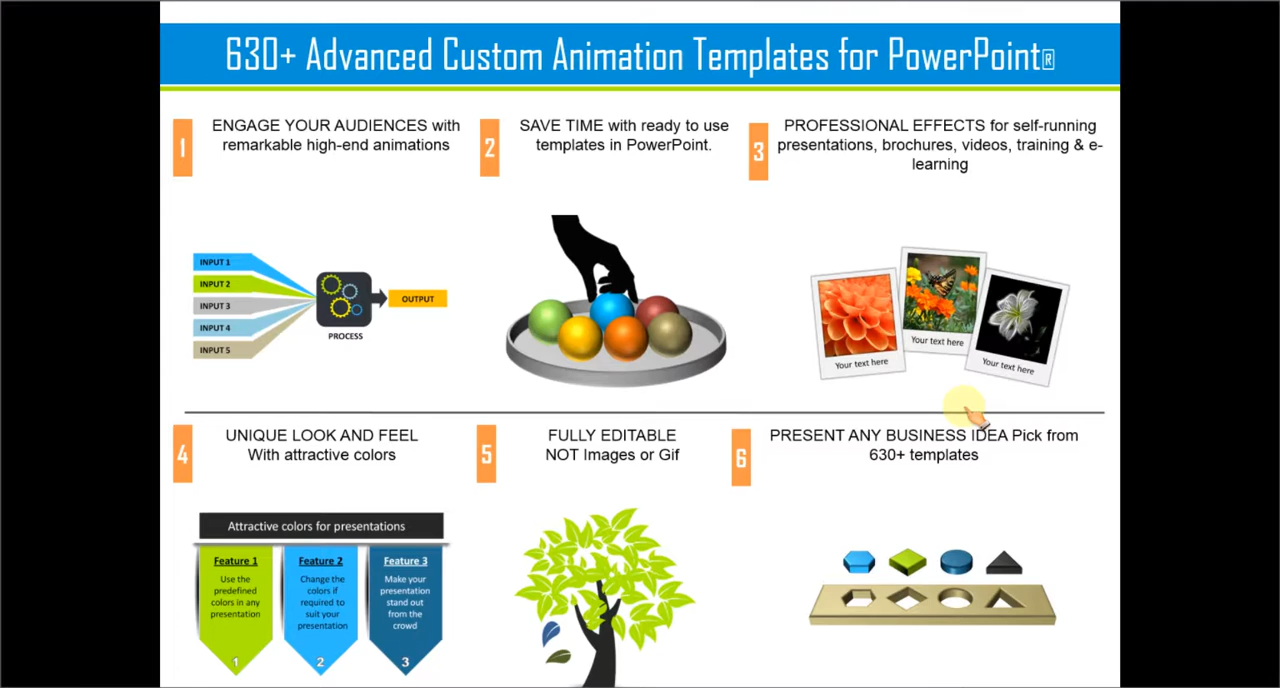 630+ Advanced Custom Animation Templates for PowerPoint®
1
ENGAGE YOUR AUDIENCES with
remarkable high-end animations
2
SAVE TIME with ready to use
templates in PowerPoint.
3
PROFESSIONAL EFFECTS for self-running
presentations, brochures, videos, training & e-
learning
INPUT 1
INPUT 2
INPUT 3
INPUT 4
INPUT 5
PROCESS
OUTPUT
Your text here
Your text here
Your text here
4
UNIQUE LOOK AND FEEL
With attractive colors
5
FULLY EDITABLE
NOT Images or Gif
6
PRESENT ANY BUSINESS IDEA Pick from
630+ templates
Attractive colors for presentations
Feature 1
Use the
predefined
colors in any
presentation
1
Feature 2
Change the
colors if
required to
suit your
presentation
2
Feature 3
Make your
presentation
stand out
from the
crowd
3